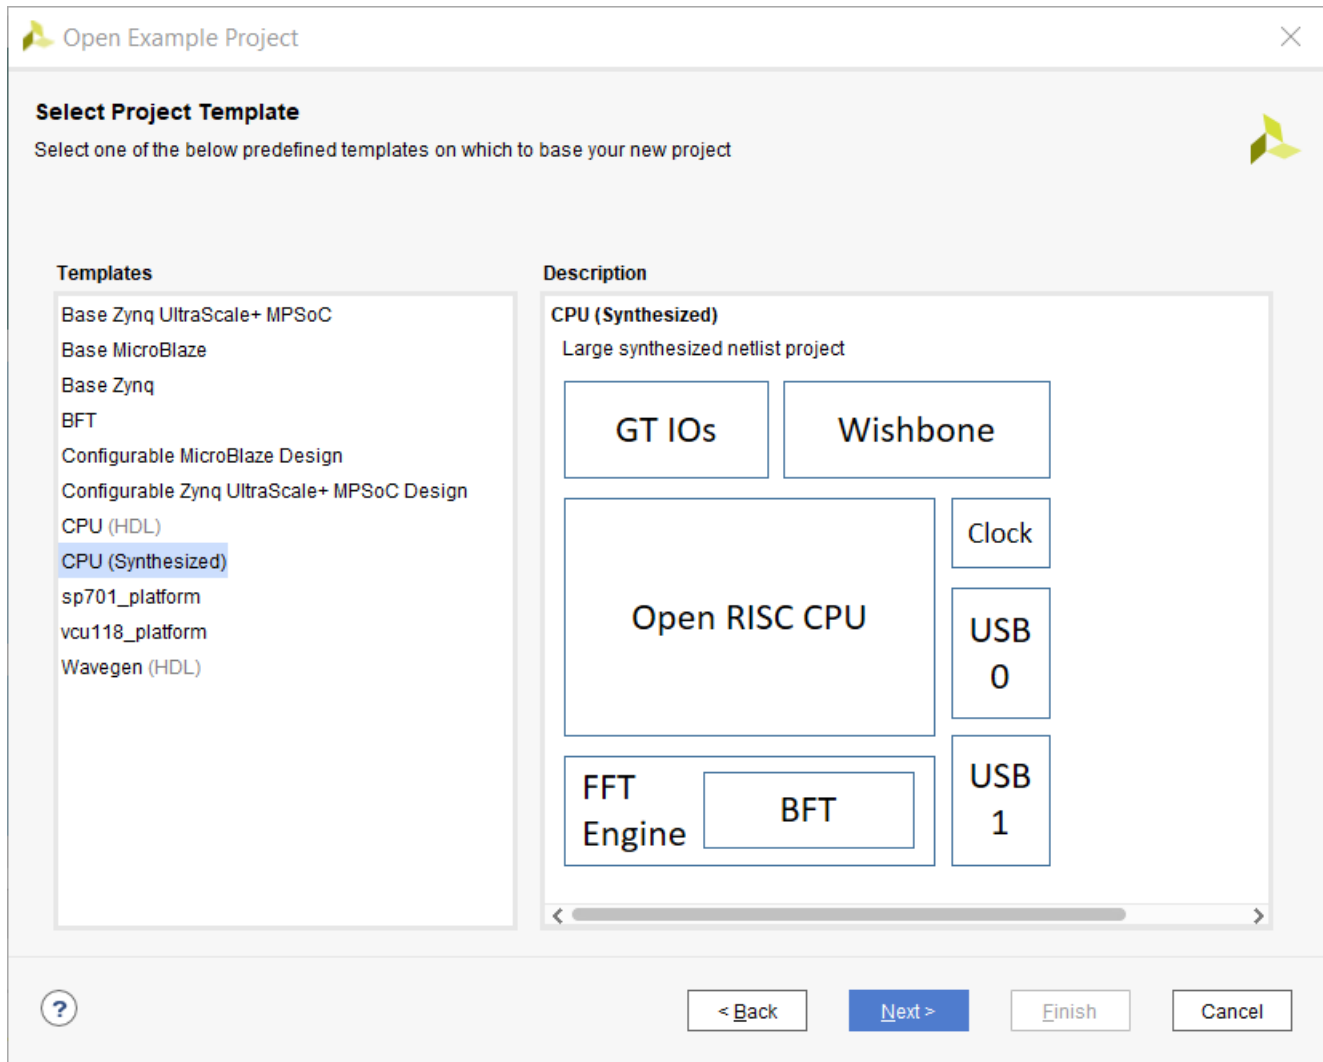 Open Example Project
Select Project Template
Select one of the below predefined templates on which to base your new project
Templates
Base Zynq UltraScale+ MPSoC
Base MicroBlaze
Base Zynq
BFT
Configurable MicroBlaze Design
Configurable Zynq UltraScale+ MPSoC Design
CPU (HDL)
CPU (Synthesized)
sp701_platform
vcu118_platform
Wavegen (HDL)
Description
CPU (Synthesized)
Large synthesized netlist project
GT IOs
Wishbone
Open RISC CPU
Clock
USB
0
FFT
Engine
BFT
USB
1
?
< Back
Next >
Finish
Cancel